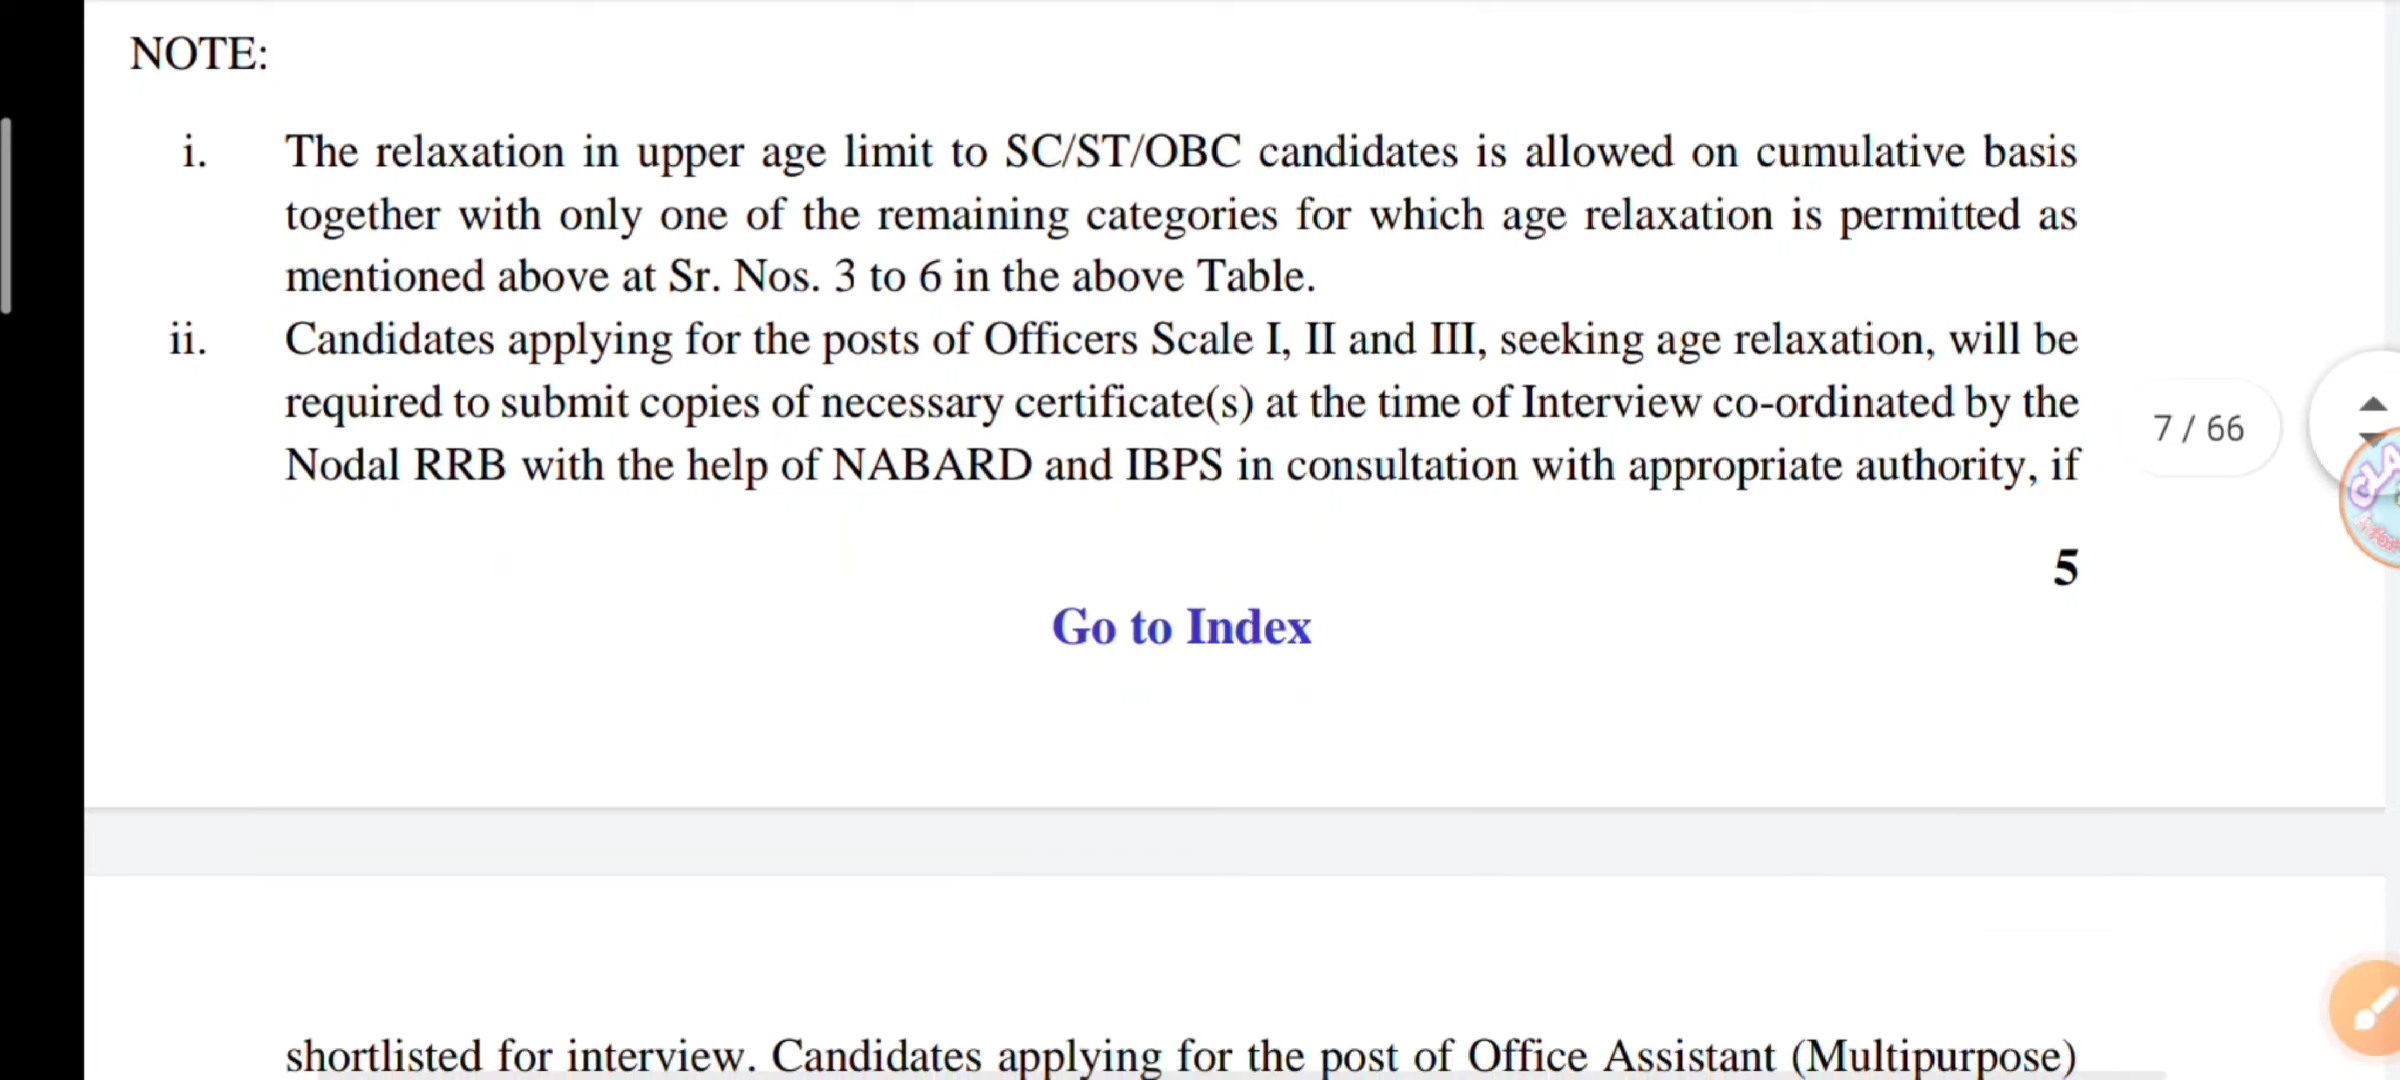 NOTE:
i. The relaxation in upper age limit to SC/ST/OBC candidates is allowed on cumulative basis
together with only one of the remaining categories for which age relaxation is permitted as
mentioned above at Sr. Nos. 3 to 6 in the above Table.
ii. Candidates applying for the posts of Officers Scale I, II and III, seeking age relaxation, will be
required to submit copies of necessary certificate(s) at the time of Interview co-ordinated by the
Nodal RRB with the help of NABARD and IBPS in consultation with appropriate authority, if
7 / 66
5
Go to Index
shortlisted for interview. Candidates applying for the post of Office Assistant (Multipurpose)